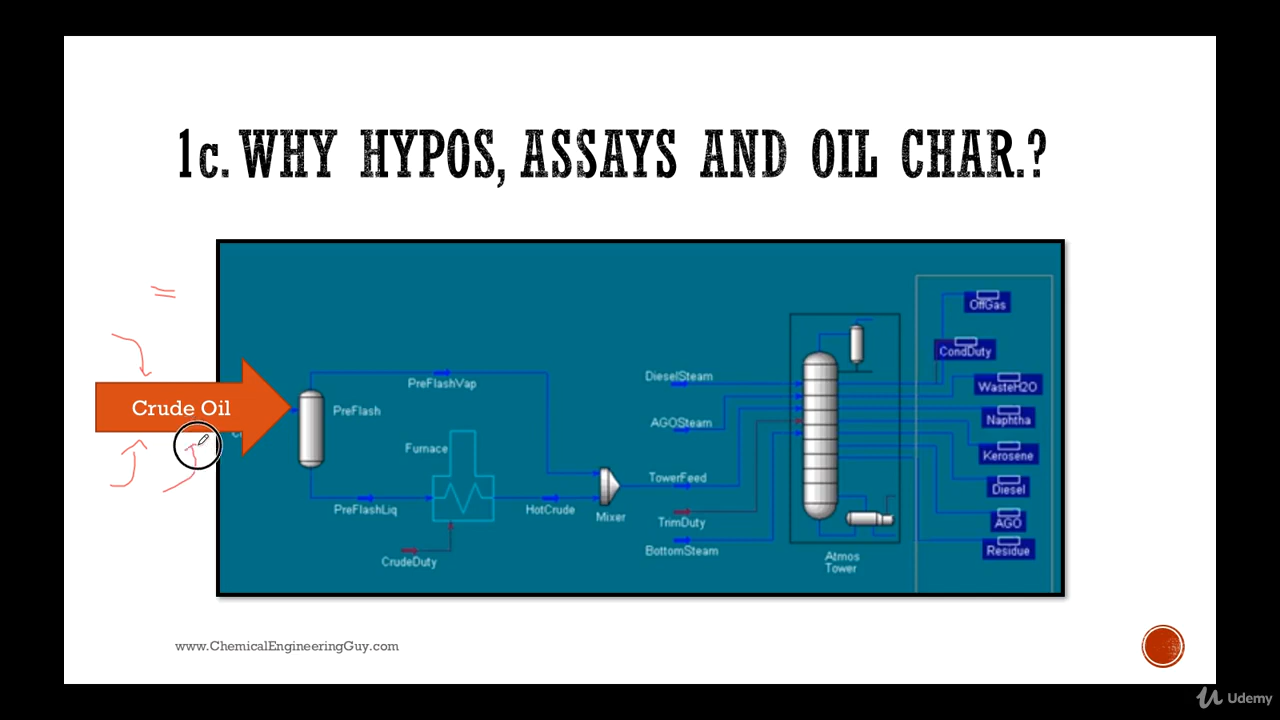 1c. WHY HYPOS, ASSAYS AND OIL CHAR.?
Crude Oil
PreFlash
PreFlashVap
Furnace
PreFlashLiq
CrudeDuty
HotCrude
Mixer
DieselSteam
AGOSteam
TowerFeed
TrimDuty
BottomSteam
Atmos
Tower
OffGas
CondDuty
WasteH2O
Naphtha
Kerosene
Diesel
AGO
Residue
www.ChemicalEngineeringGuy.com
Udemy